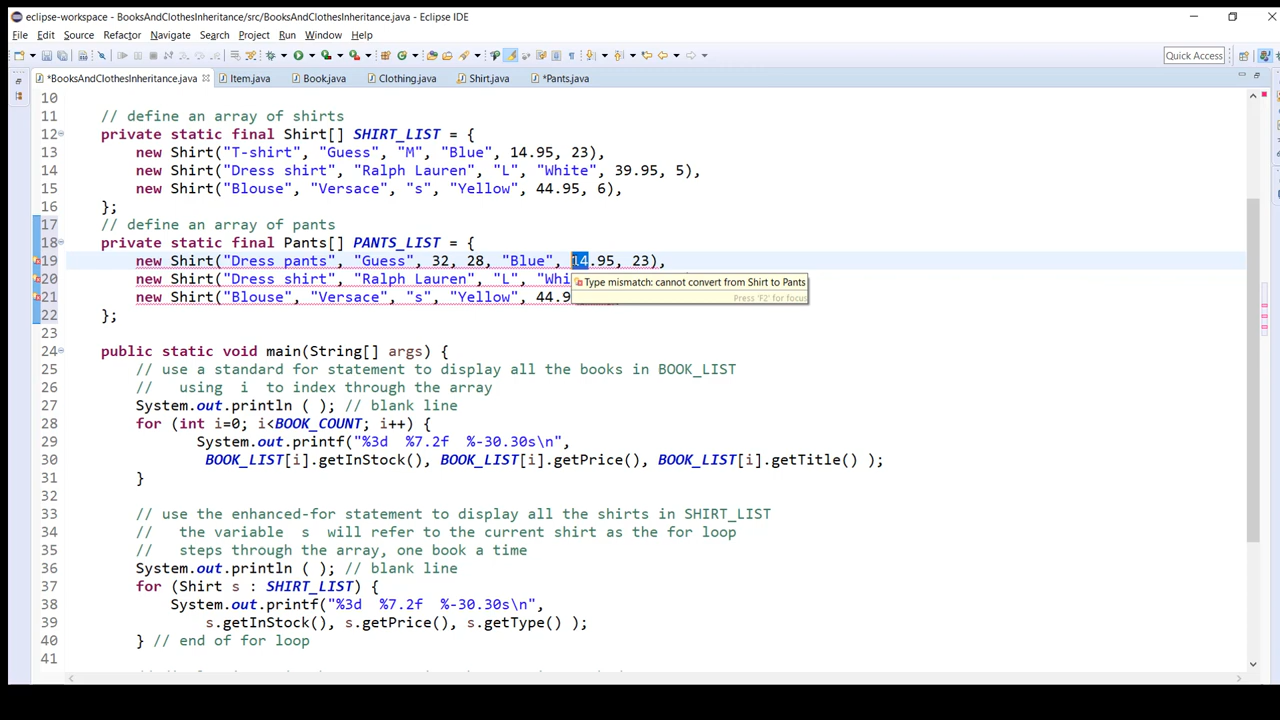 eclipse-workspace - BooksAndClothesInheritance/src/BooksAndClothesInheritance.java - Eclipse IDE
File Edit Source Refactor Navigate Search Project Run Window Help
Quick Access
*BooksAndClothesInheritance.java Item.java Book.java Clothing.java Shirt.java *Pants.java
10
11 // define an array of shirts
12 private static final Shirt[] SHIRT_LIST = {
13 new Shirt("T-shirt", "Guess", "M", "Blue", 14.95, 23),
14 new Shirt("Dress shirt", "Ralph Lauren", "L", "White", 39.95, 5),
15 new Shirt("Blouse", "Versace", "s", "Yellow", 44.95, 6),
16 };
17 // define an array of pants
18 private static final Pants[] PANTS_LIST = {
19 new Shirt("Dress pants", "Guess", 32, 28, "Blue", 14.95, 23),
20 new Shirt("Dress shirt", "Ralph Lauren", "L", "Whi
Type mismatch: cannot convert from Shirt to Pants
21 new Shirt("Blouse", "Versace", "s", "Yellow", 44.9
Press 'F2' for focus
22 };
23
24 public static void main(String[] args) {
25 // use a standard for statement to display all the books in BOOK_LIST
26 // using i to index through the array
27 System.out.println ( ); // blank line
28 for (int i=0; i<BOOK_COUNT; i++) {
29 System.out.printf("%3d %7.2f %-30.30s\n",
30 BOOK_LIST[i].getInStock(), BOOK_LIST[i].getPrice(), BOOK_LIST[i].getTitle() );
31 }
32
33 // use the enhanced-for statement to display all the shirts in SHIRT_LIST
34 // the variable s will refer to the current shirt as the for loop
35 // steps through the array, one book a time
36 System.out.println ( ); // blank line
37 for (Shirt s : SHIRT_LIST) {
38 System.out.printf("%3d %7.2f %-30.30s\n",
39 s.getInStock(), s.getPrice(), s.getType() );
40 } // end of for loop
41